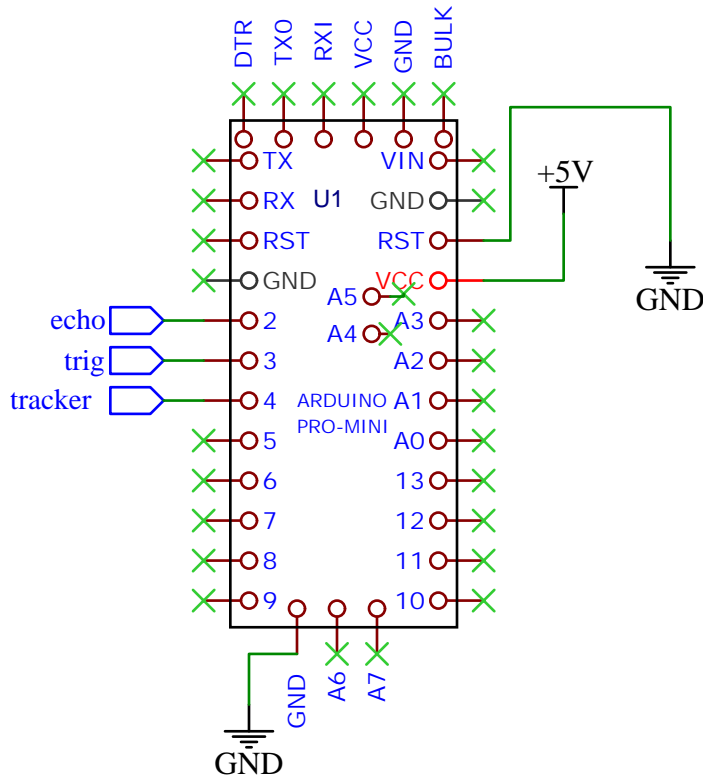 DTR TX0 RXI VCC GND BULK
TX VIN
RX U1 GND
RST RST
GND VCC
+5V
GND
A5
echo 2 A3
A4
trig 3 A2
tracker 4 ARDUINO A1
PRO-MINI
5 A0
6 13
7 12
8 11
9 10
GND A6 A7
GND